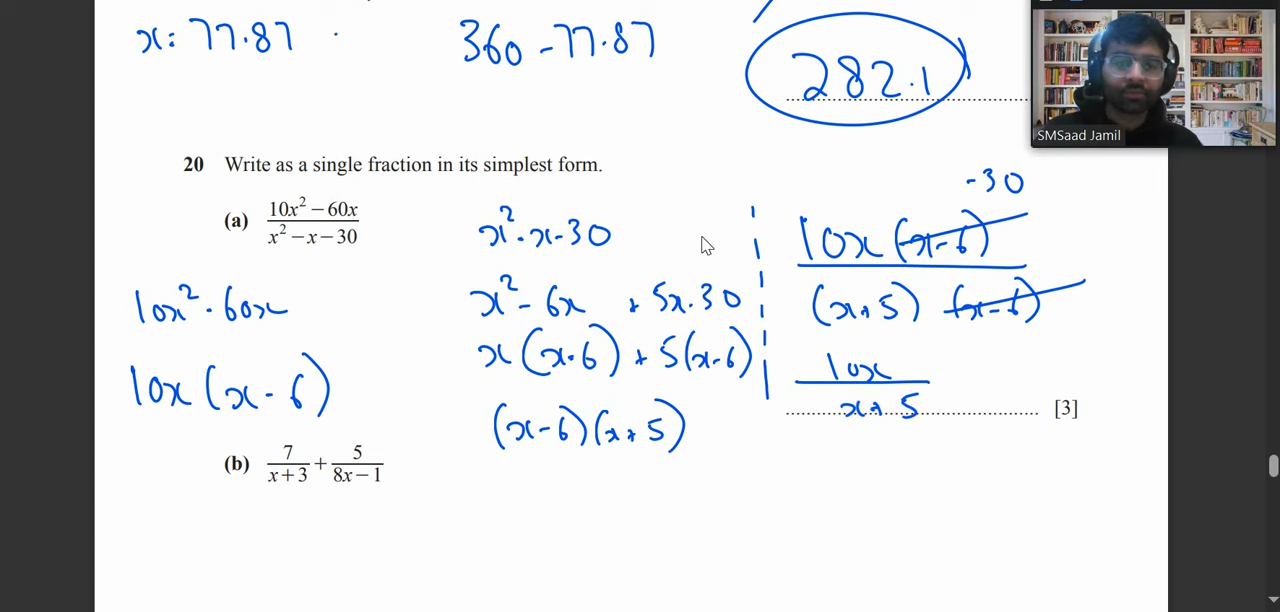 x: 77.87
360 - 77.87
282.1
SMSaad Jamil
20 Write as a single fraction in its simplest form.
(a) 10x² − 60x / x² − x − 30
10x² - 60x
10x (x - 6)
x² - x - 30
x² - 6x + 5x - 30
x (x - 6) + 5(x - 6)
(x - 6)(x + 5)
-30
10x (x - 6)
(x + 5) (x - 6)
10x
x + 5
[3]
(b) 7 / x + 3 + 5 / 8x − 1